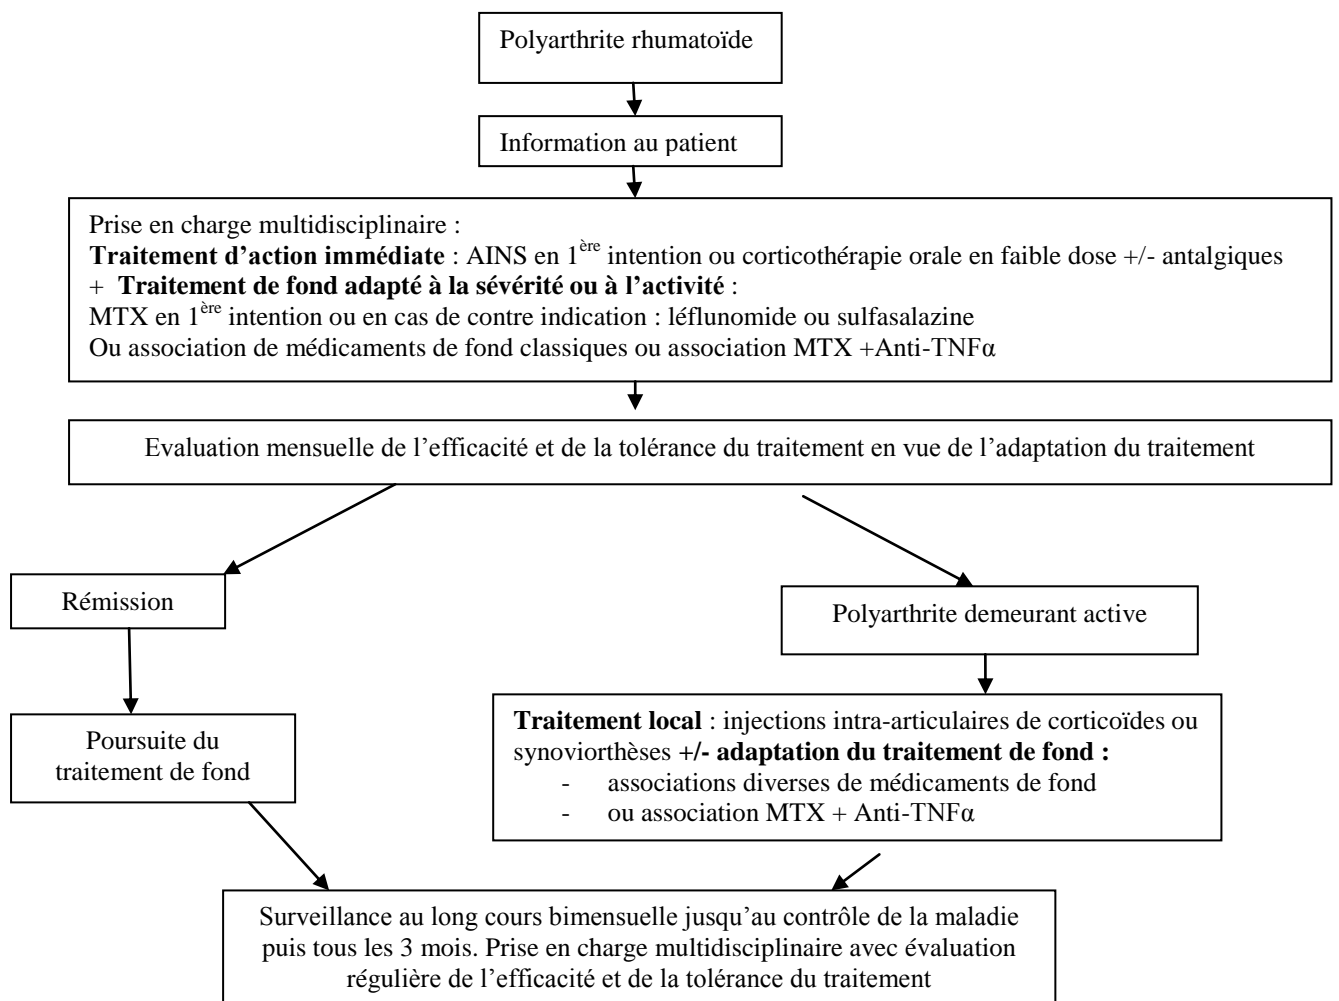 Polyarthrite rhumatoïde
Information au patient
Prise en charge multidisciplinaire :
Traitement d’action immédiate : AINS en 1ère intention ou corticothérapie orale en faible dose +/- antalgiques
+ Traitement de fond adapté à la sévérité ou à l’activité :
MTX en 1ère intention ou en cas de contre indication : léflunomide ou sulfasalazine
Ou association de médicaments de fond classiques ou association MTX +Anti-TNFα
Evaluation mensuelle de l’efficacité et de la tolérance du traitement en vue de l’adaptation du traitement
Rémission
Polyarthrite demeurant active
Poursuite du
traitement de fond
Traitement local : injections intra-articulaires de corticoïdes ou
synoviorthèses +/- adaptation du traitement de fond :
- associations diverses de médicaments de fond
- ou association MTX + Anti-TNFα
Surveillance au long cours bimensuelle jusqu’au contrôle de la maladie
puis tous les 3 mois. Prise en charge multidisciplinaire avec évaluation
régulière de l’efficacité et de la tolérance du traitement